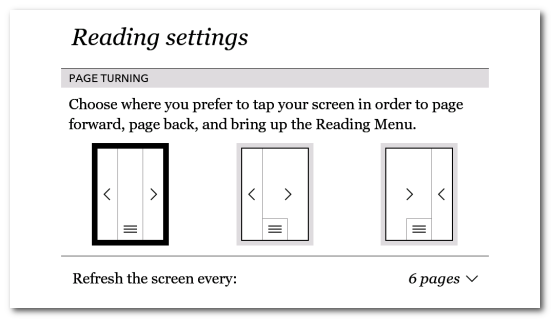 Reading settings
PAGE TURNING
Choose where you prefer to tap your screen in order to page
forward, page back, and bring up the Reading Menu.
Refresh the screen every: 6 pages